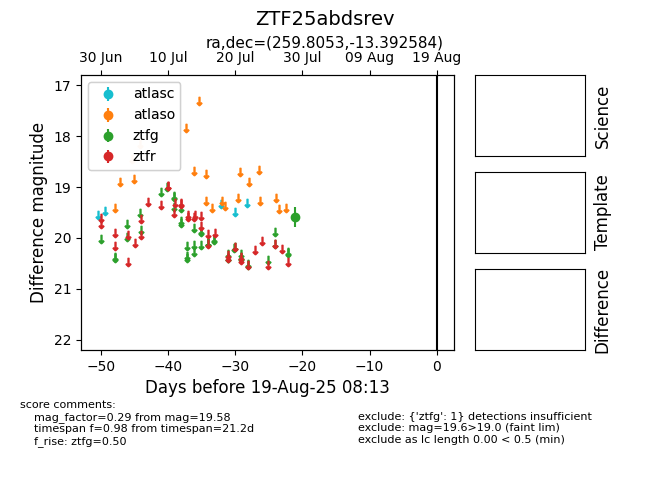 ZTF25abdsrev
ra,dec=(259.8053,-13.392584)
30 Jun 10 Jul 20 Jul 30 Jul 09 Aug 19 Aug
17
18
19
20
21
22
Difference magnitude
atlasc
atlaso
ztfg
ztfr
−50 −40 −30 −20 −10 0
Days before 19-Aug-25 08:13
Science
Template
Difference
score comments:
mag_factor=0.29 from mag=19.58
timespan f=0.98 from timespan=21.2d
f_rise: ztfg=0.50
exclude: {'ztfg': 1} detections insufficient
exclude: mag=19.6>19.0 (faint lim)
exclude as lc length 0.00 < 0.5 (min)